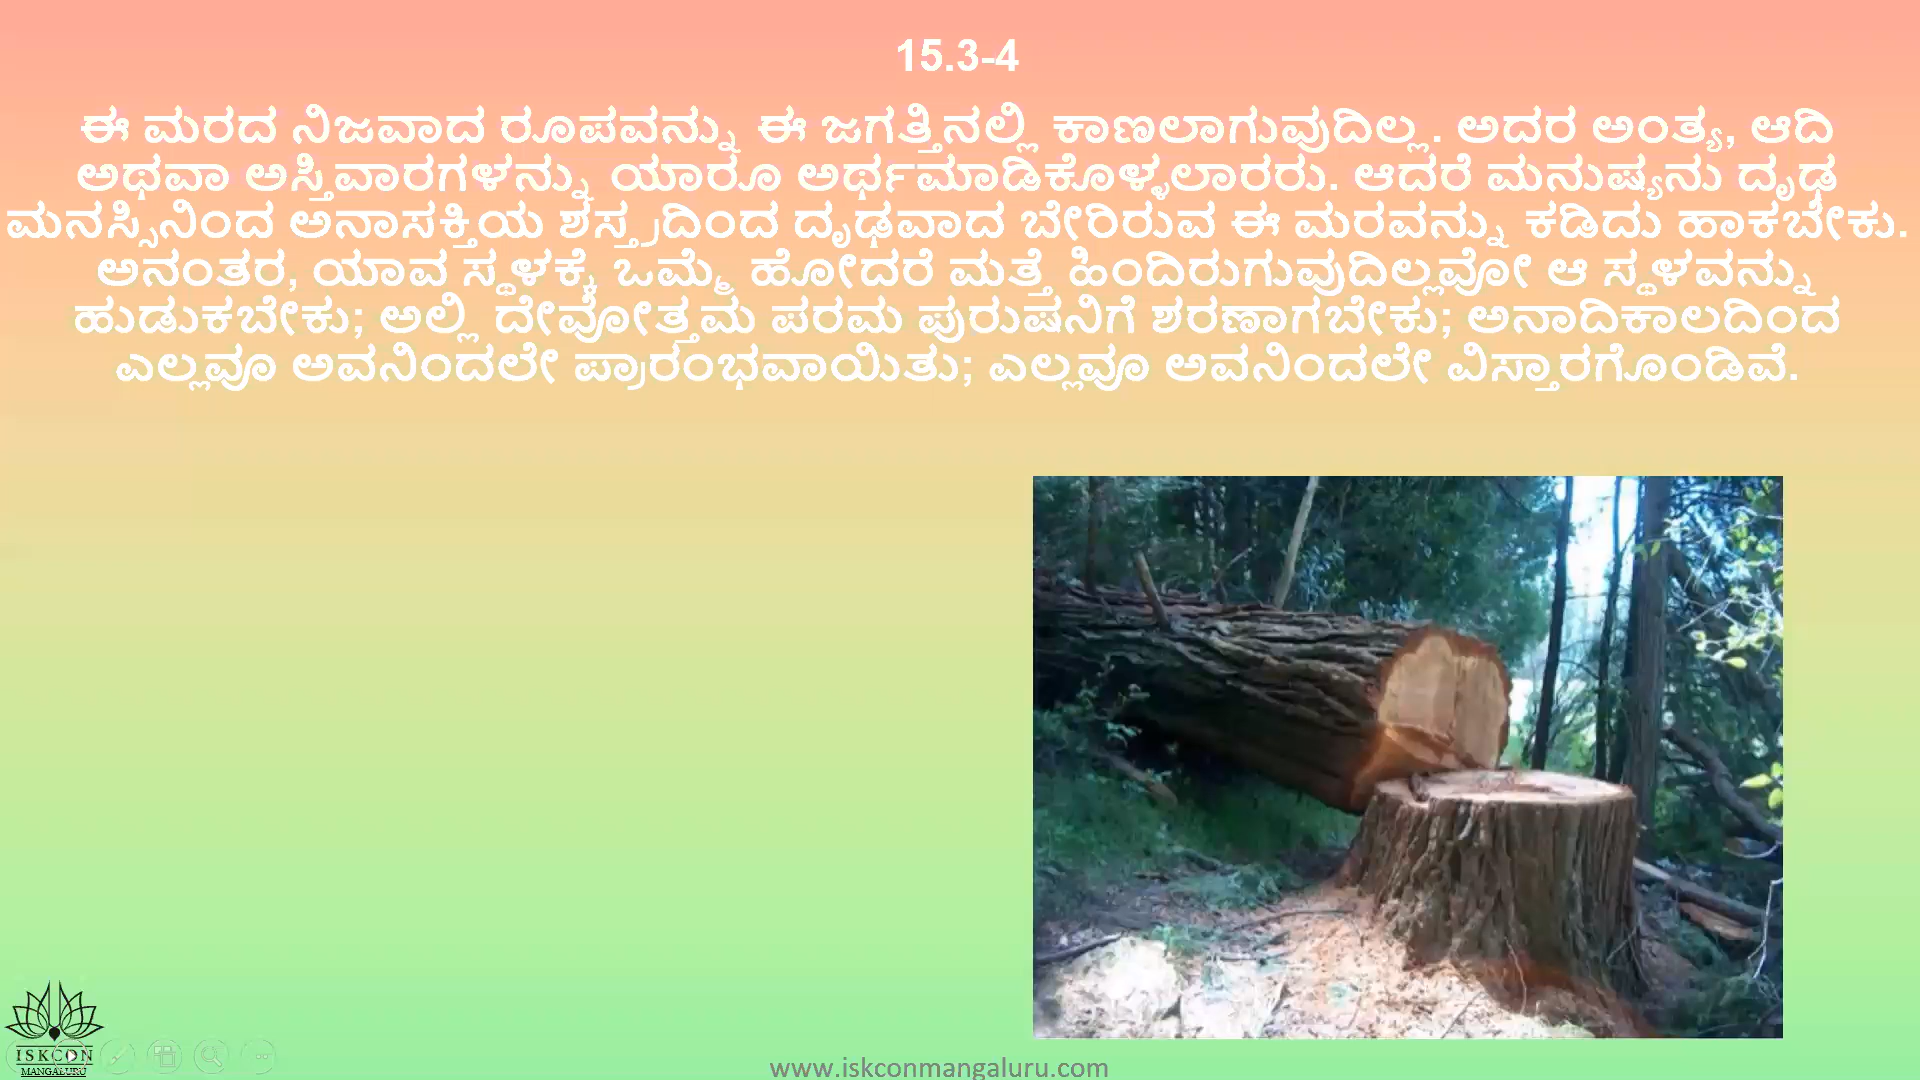 15.3-4
ಈ ಮರದ ನಿಜವಾದ ರೂಪವನ್ನು ಈ ಜಗತ್ತಿನಲ್ಲಿ ಕಾಣಲಾಗುವುದಿಲ್ಲ. ಅದರ ಅಂತ್ಯ, ಆದಿ
ಅಥವಾ ಅಸ್ತಿವಾರಗಳನ್ನು ಯಾರೂ ಅರ್ಥಮಾಡಿಕೊಳ್ಳಲಾರರು. ಆದರೆ ಮನುಷ್ಯನು ದೃಢ
ಮನಸ್ಸಿನಿಂದ ಅನಾಸಕ್ತಿಯ ಶಸ್ತ್ರದಿಂದ ದೃಢವಾದ ಬೇರಿರುವ ಈ ಮರವನ್ನು ಕಡಿದು ಹಾಕಬೇಕು.
ಅನಂತರ, ಯಾವ ಸ್ಥಳಕ್ಕೆ ಒಮ್ಮೆ ಹೋದರೆ ಮತ್ತೆ ಹಿಂದಿರುಗುವುದಿಲ್ಲವೋ ಆ ಸ್ಥಳವನ್ನು
ಹುಡುಕಬೇಕು; ಅಲ್ಲಿ ದೇವೋತ್ತಮ ಪರಮ ಪುರುಷನಿಗೆ ಶರಣಾಗಬೇಕು; ಅನಾದಿಕಾಲದಿಂದ
ಎಲ್ಲವೂ ಅವನಿಂದಲೇ ಪ್ರಾರಂಭವಾಯಿತು; ಎಲ್ಲವೂ ಅವನಿಂದಲೇ ವಿಸ್ತಾರಗೊಂಡಿವೆ.
ISKCON
MANGALURU
www.iskconmangaluru.com